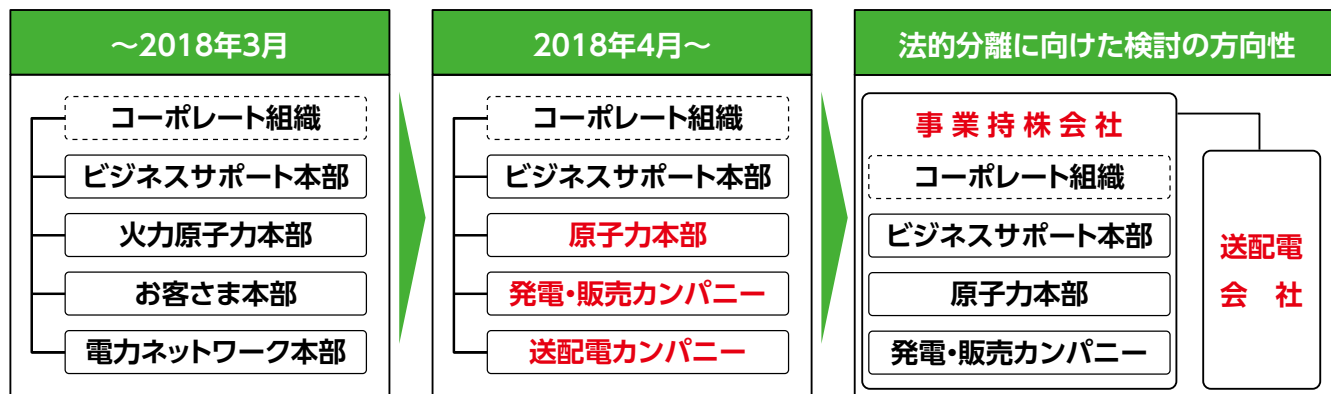 ～2018年3月
コーポレート組織
ビジネスサポート本部
火力原子力本部
お客さま本部
電力ネットワーク本部
2018年4月～
コーポレート組織
ビジネスサポート本部
原子力本部
発電・販売カンパニー
送配電カンパニー
法的分離に向けた検討の方向性
事業持株会社
コーポレート組織
ビジネスサポート本部
原子力本部
発電・販売カンパニー
送配電
会社